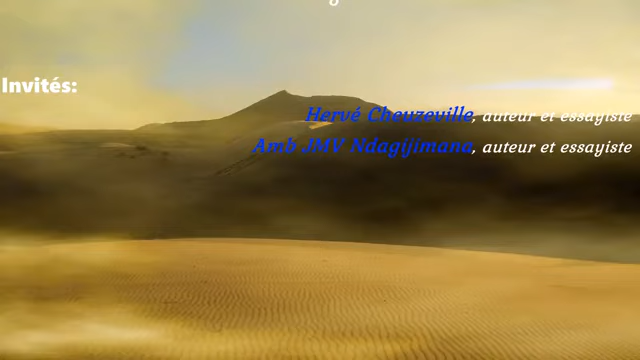 Invités:
Hervé Cheuzeville, auteur et essayiste
Amb JMV Ndagijimana, auteur et essayiste